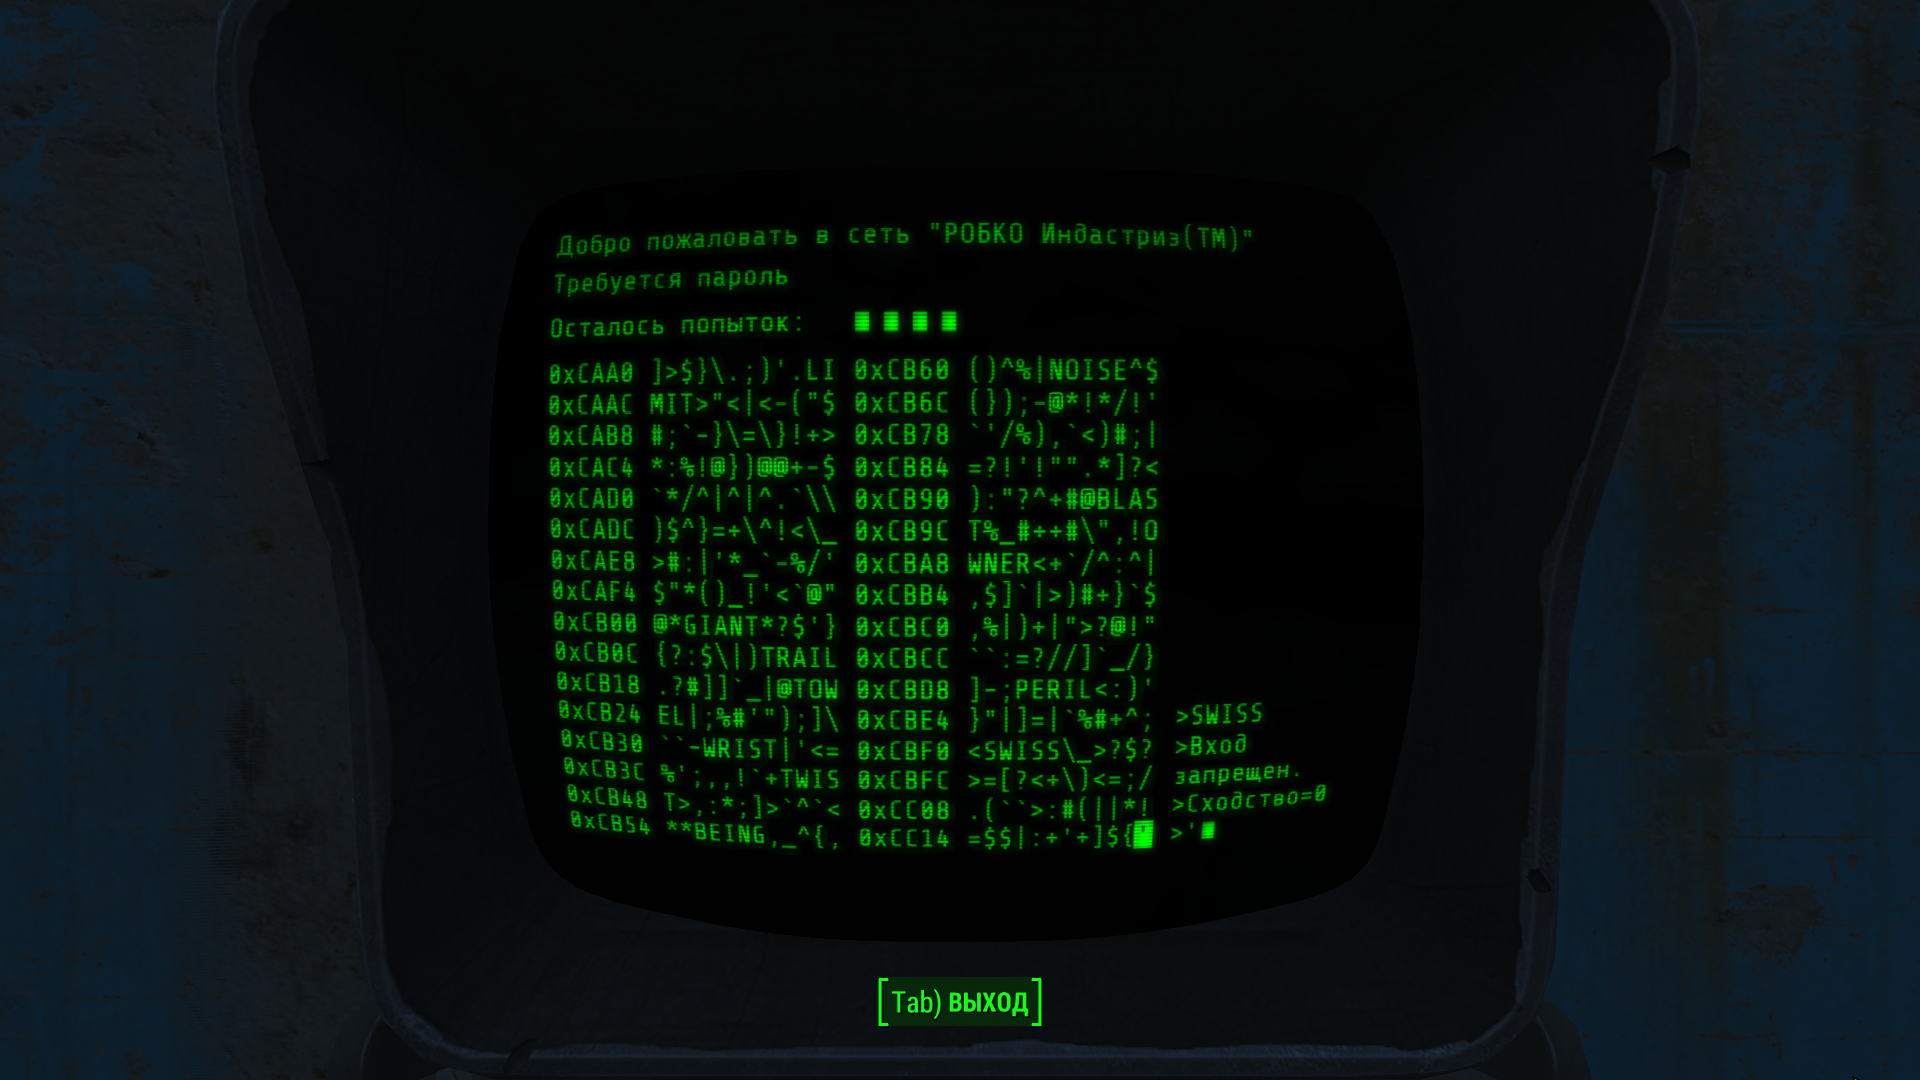 Добро пожаловать в сеть "РОБКО Индастриз(ТМ)"
Требуется пароль
Осталось попыток:
0xCAA0 ]>$}\.;)'.LI
0xCAAC MIT>"<|<-("$
0xCAB8 #;`-}\=\}!+>
0xCAC4 *:%!@})@@+-$
0xCAD0 `*/^|^|^.`\\
0xCADC )$^}=+\^!<\_
0xCAE8 >#:|'*_`-%/'
0xCAF4 $"*()_!'<`@"
0xCB00 @*GIANT*?$'}
0xCB0C {?:$\|)TRAIL
0xCB18 .?#]]`_|@TOW
0xCB24 EL|;%#'");]\
0xCB30 ``-WRIST|'<=
0xCB3C %';,,!`+TWIS
0xCB48 T>,:*;]>`^`<
0xCB54 **BEING,_^{,
0xCB60 ()^%|NOISE^$
0xCB6C (});-@*!*/!'
0xCB78 `'/%),`<)#;|
0xCB84 =?!'!"".*]?<
0xCB90 ):"?^+#@BLAS
0xCB9C T%_#++#\",!O
0xCBA8 WNER<+`/^:^|
0xCBB4 ,$]`|>)#+}`$
0xCBC0 ,%|)+|">?@!"
0xCBCC ``:=?//]`_/}
0xCBD8 ]-;PERIL<:)'
0xCBE4 }"|]=|`%#+^;
0xCBF0 <SWISS\_>?$?
0xCBFC >=[?<+\)<=;/
0xCC08 .(``>:#(||*!
0xCC14 =$$|:+'+]${'
>SWISS
>Вход
запрещен.
>Сходство=0
>'
[Tab) ВЫХОД]